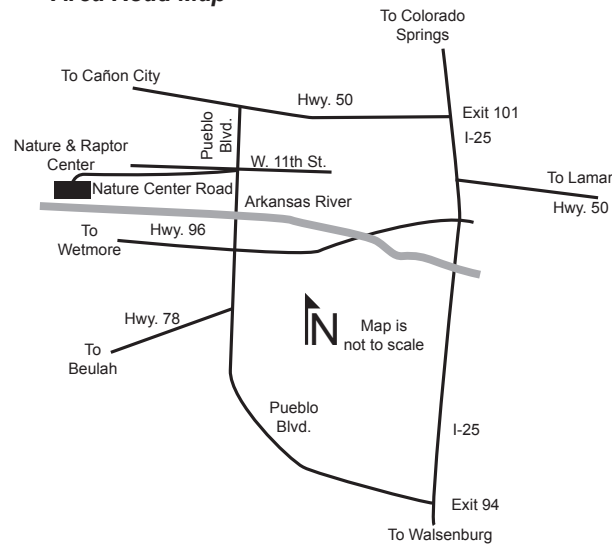 Area Road Map
To Colorado
Springs
To Cañon City
Hwy. 50
Exit 101
I-25
Pueblo
Blvd.
Nature & Raptor
Center
W. 11th St.
To Lamar
Hwy. 50
Nature Center Road
Arkansas River
To
Wetmore
Hwy. 96
Hwy. 78
To
Beulah
N
Map is
not to scale
Pueblo
Blvd.
I-25
Exit 94
To Walsenburg